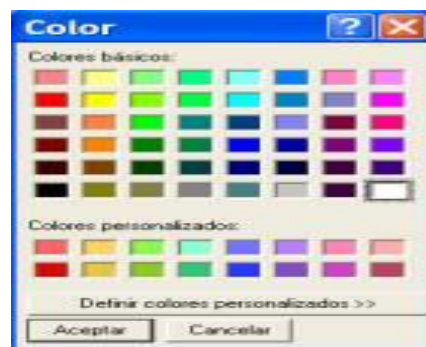 Color
Colores básicos:
Colores personalizados:
Definir colores personalizados >>
Aceptar
Cancelar